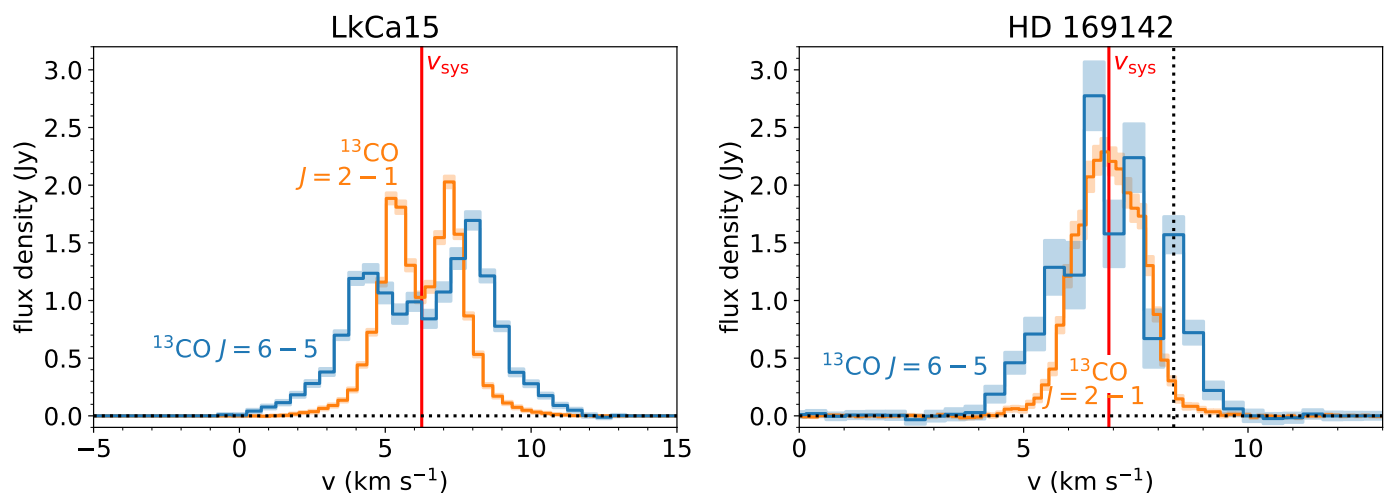 LkCa15
3.0
2.5
2.0
1.5
1.0
0.5
0.0
flux density (Jy)
v_sys
¹³CO
J = 2 − 1
¹³CO J = 6 − 5
−5 0 5 10 15
v (km s⁻¹)
HD 169142
3.0
2.5
2.0
1.5
1.0
0.5
0.0
flux density (Jy)
v_sys
¹³CO J = 6 − 5
¹³CO
J = 2 − 1
0 5 10
v (km s⁻¹)